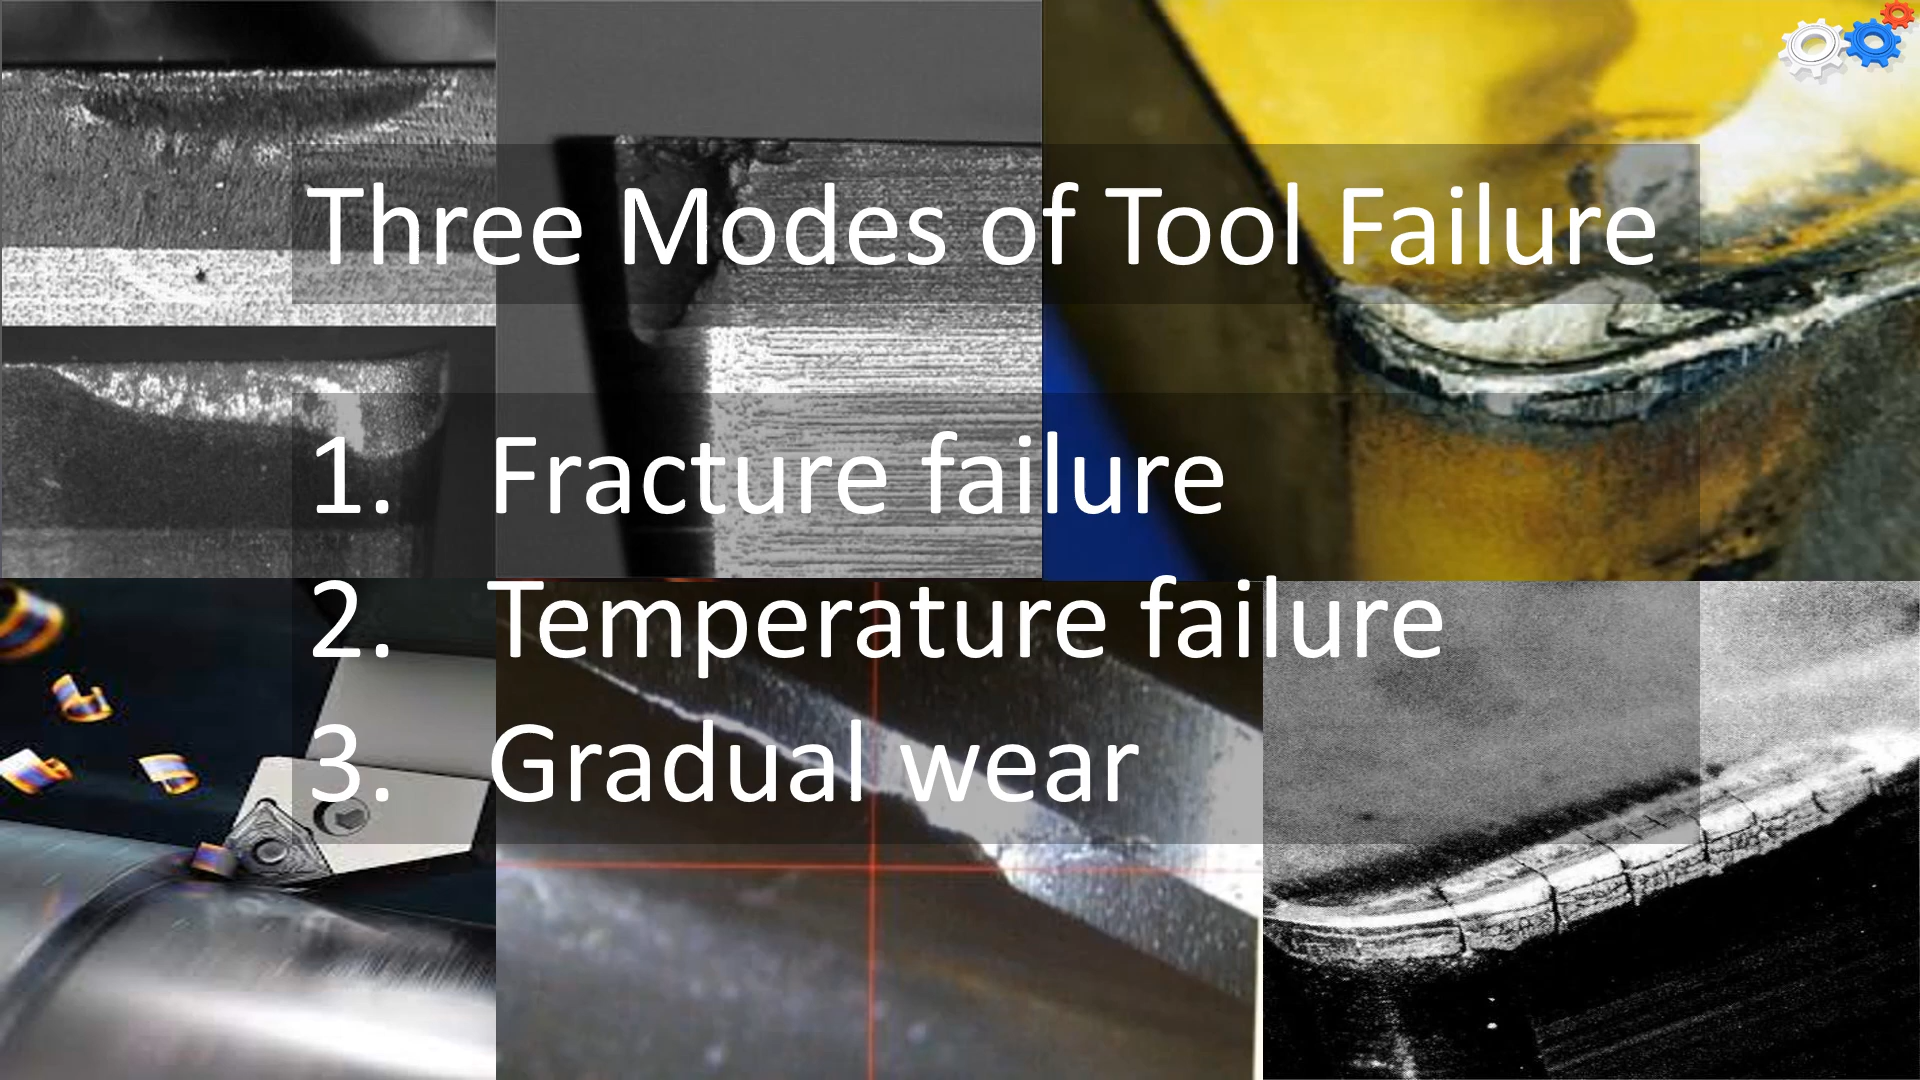 Three Modes of Tool Failure
1. Fracture failure
2. Temperature failure
3. Gradual wear